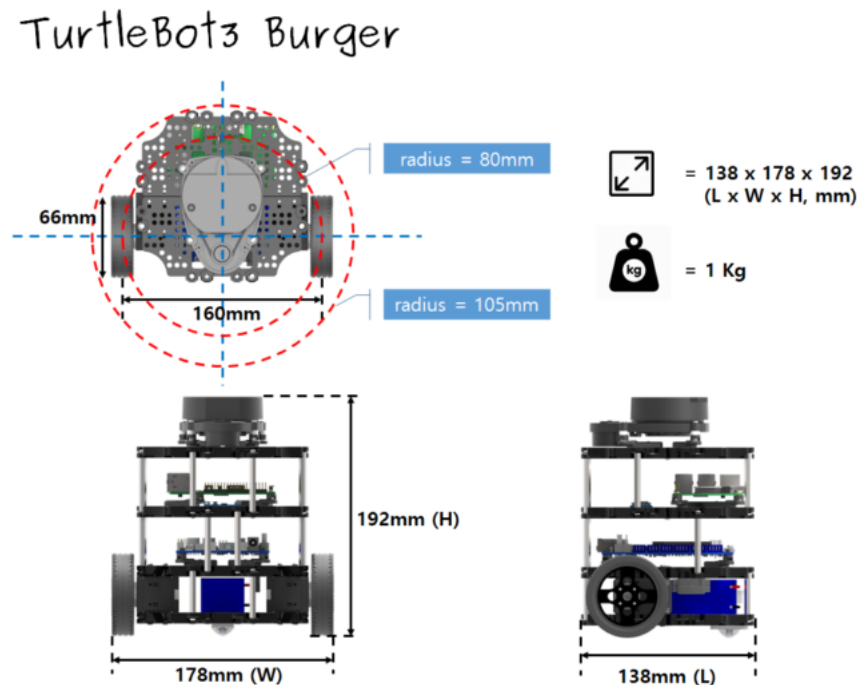 TurtleBot3 Burger
radius = 80mm
= 138 x 178 x 192
(L x W x H, mm)
66mm
kg
= 1 Kg
160mm
radius = 105mm
192mm (H)
178mm (W)
138mm (L)